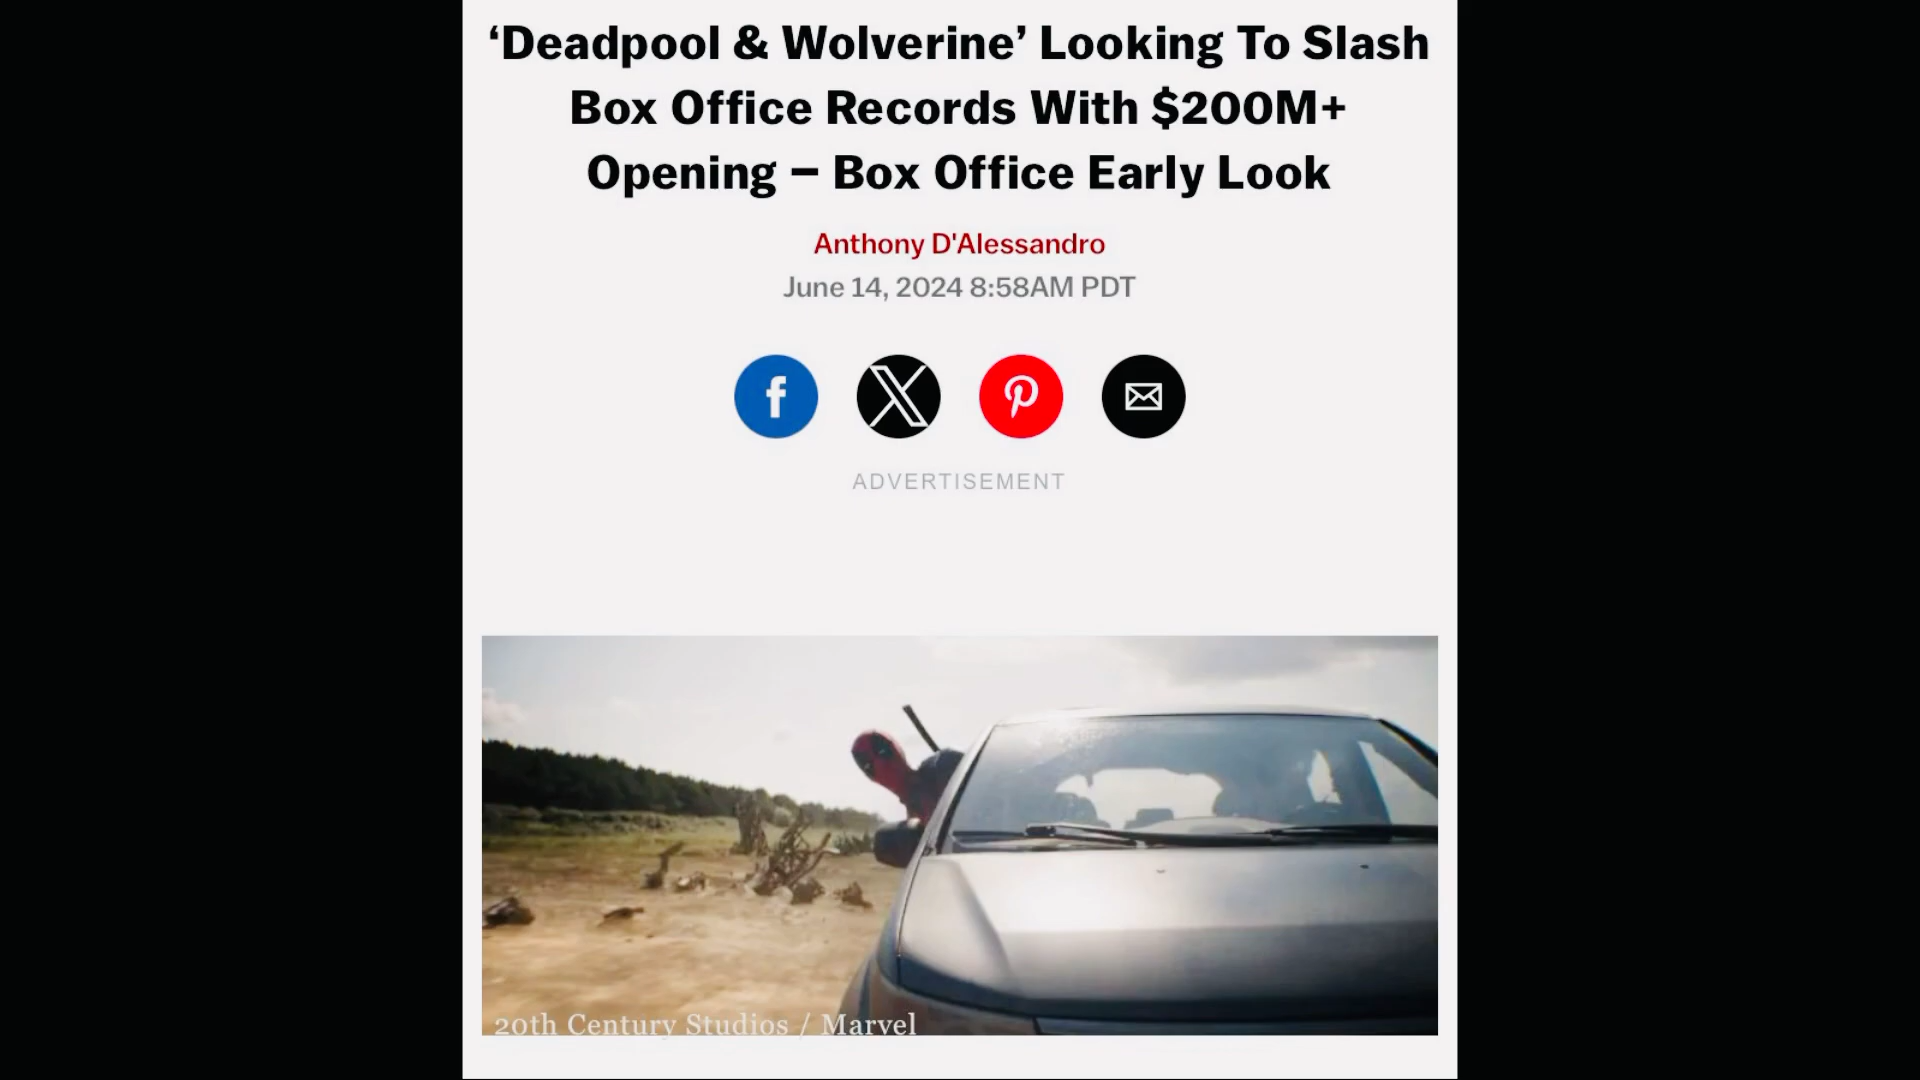 ‘Deadpool & Wolverine’ Looking To Slash
Box Office Records With $200M+
Opening – Box Office Early Look
Anthony D'Alessandro
June 14, 2024 8:58AM PDT
ADVERTISEMENT
20th Century Studios / Marvel